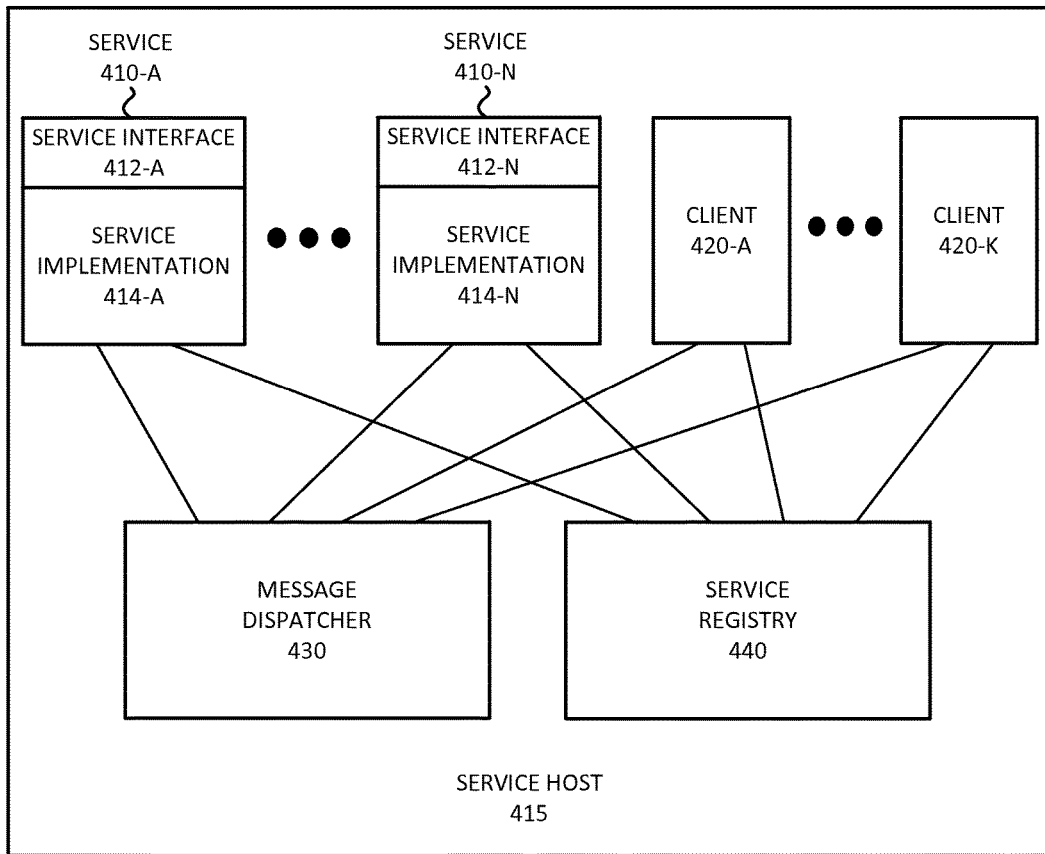 SERVICE
410-A
SERVICE
410-N
SERVICE INTERFACE
412-A
SERVICE
IMPLEMENTATION
414-A
SERVICE INTERFACE
412-N
SERVICE
IMPLEMENTATION
414-N
CLIENT
420-A
CLIENT
420-K
MESSAGE
DISPATCHER
430
SERVICE
REGISTRY
440
SERVICE HOST
415